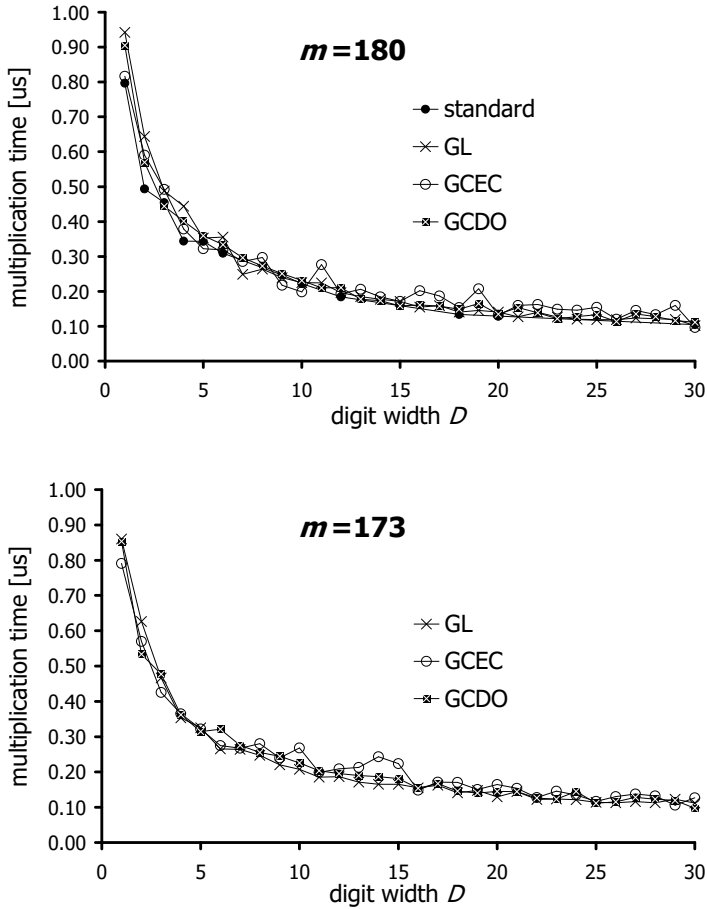 m=180
multiplication time [us]
1.00
0.90
0.80
0.70
0.60
0.50
0.40
0.30
0.20
0.10
0.00
standard
GL
GCEC
GCDO
0 5 10 15 20 25 30
digit width D
m=173
multiplication time [us]
1.00
0.90
0.80
0.70
0.60
0.50
0.40
0.30
0.20
0.10
0.00
GL
GCEC
GCDO
0 5 10 15 20 25 30
digit width D